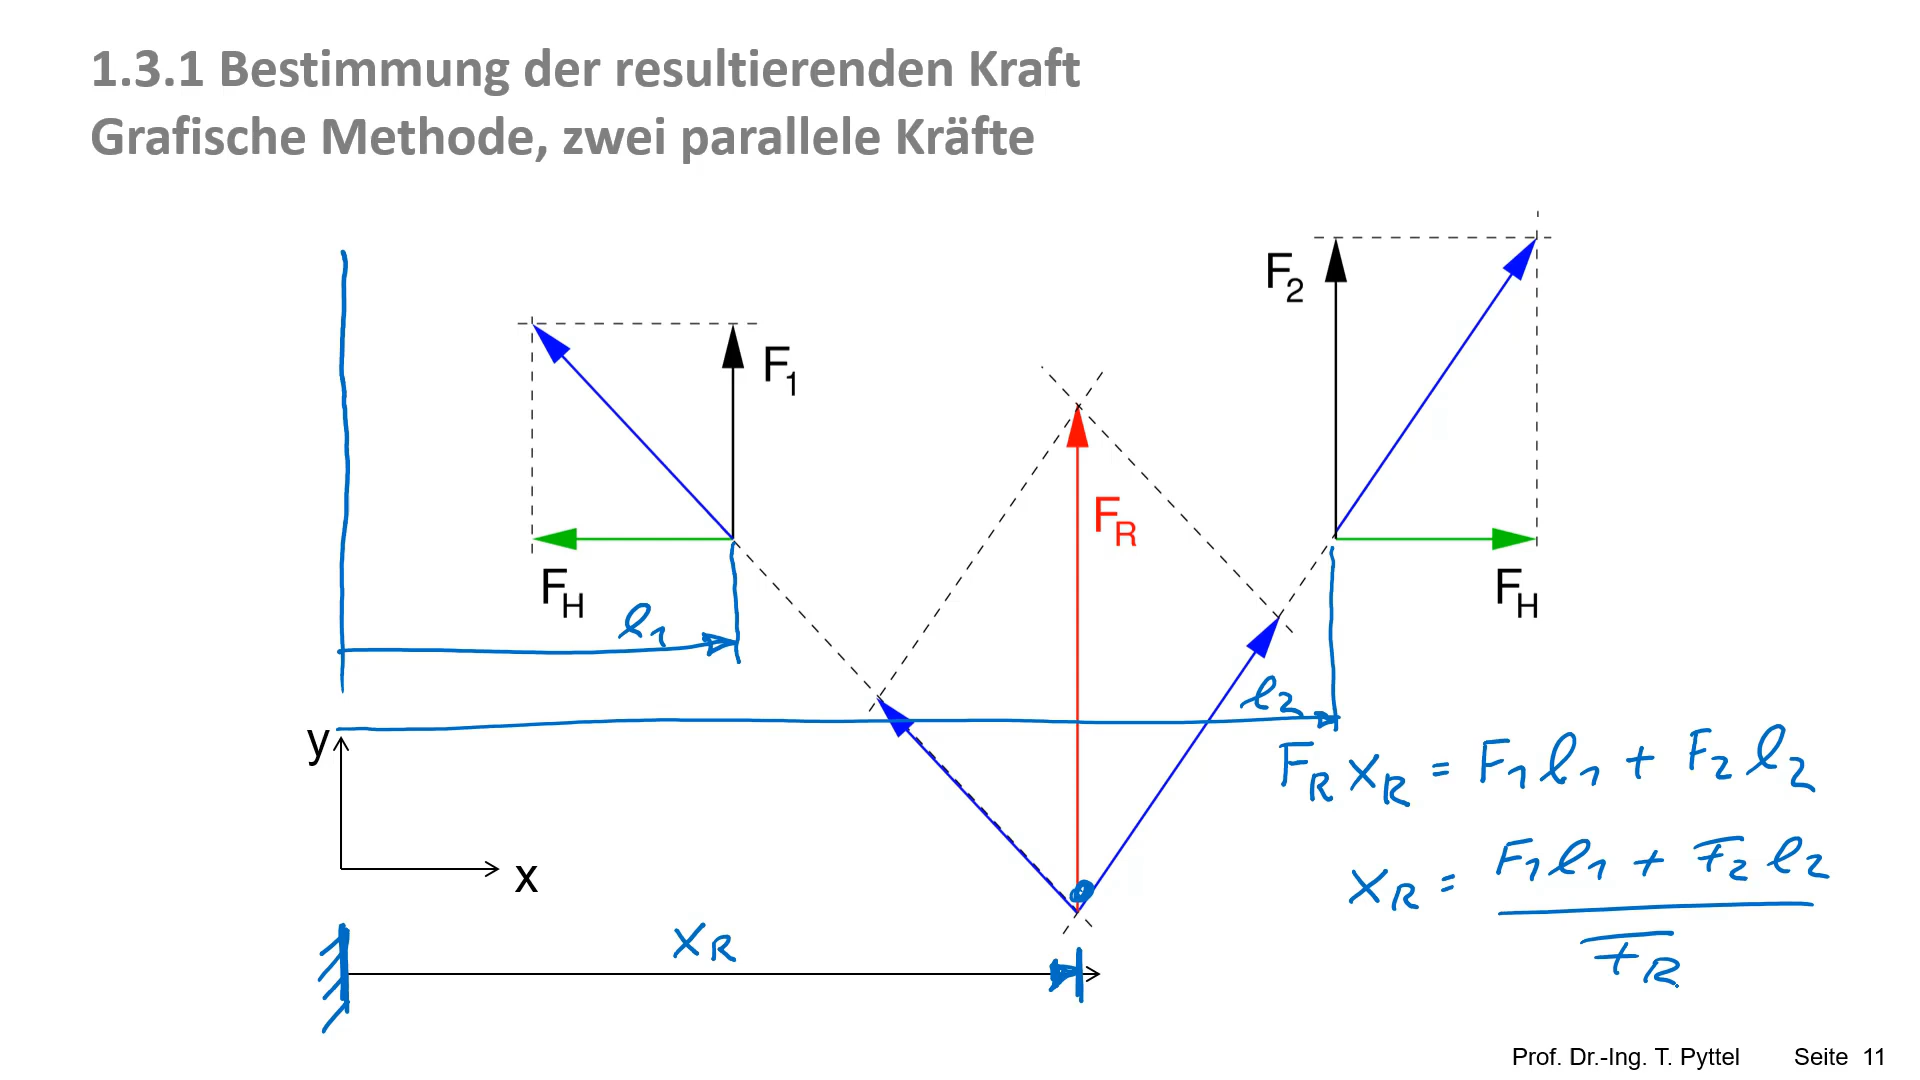 1.3.1 Bestimmung der resultierenden Kraft
Grafische Methode, zwei parallele Kräfte
F2
F1
FR
FH
FH
l1
l2
y
FR xR = F1 l1 + F2 l2
x
xR = F1 l1 + F2 l2
FR
xR
Prof. Dr.-Ing. T. Pyttel Seite 11